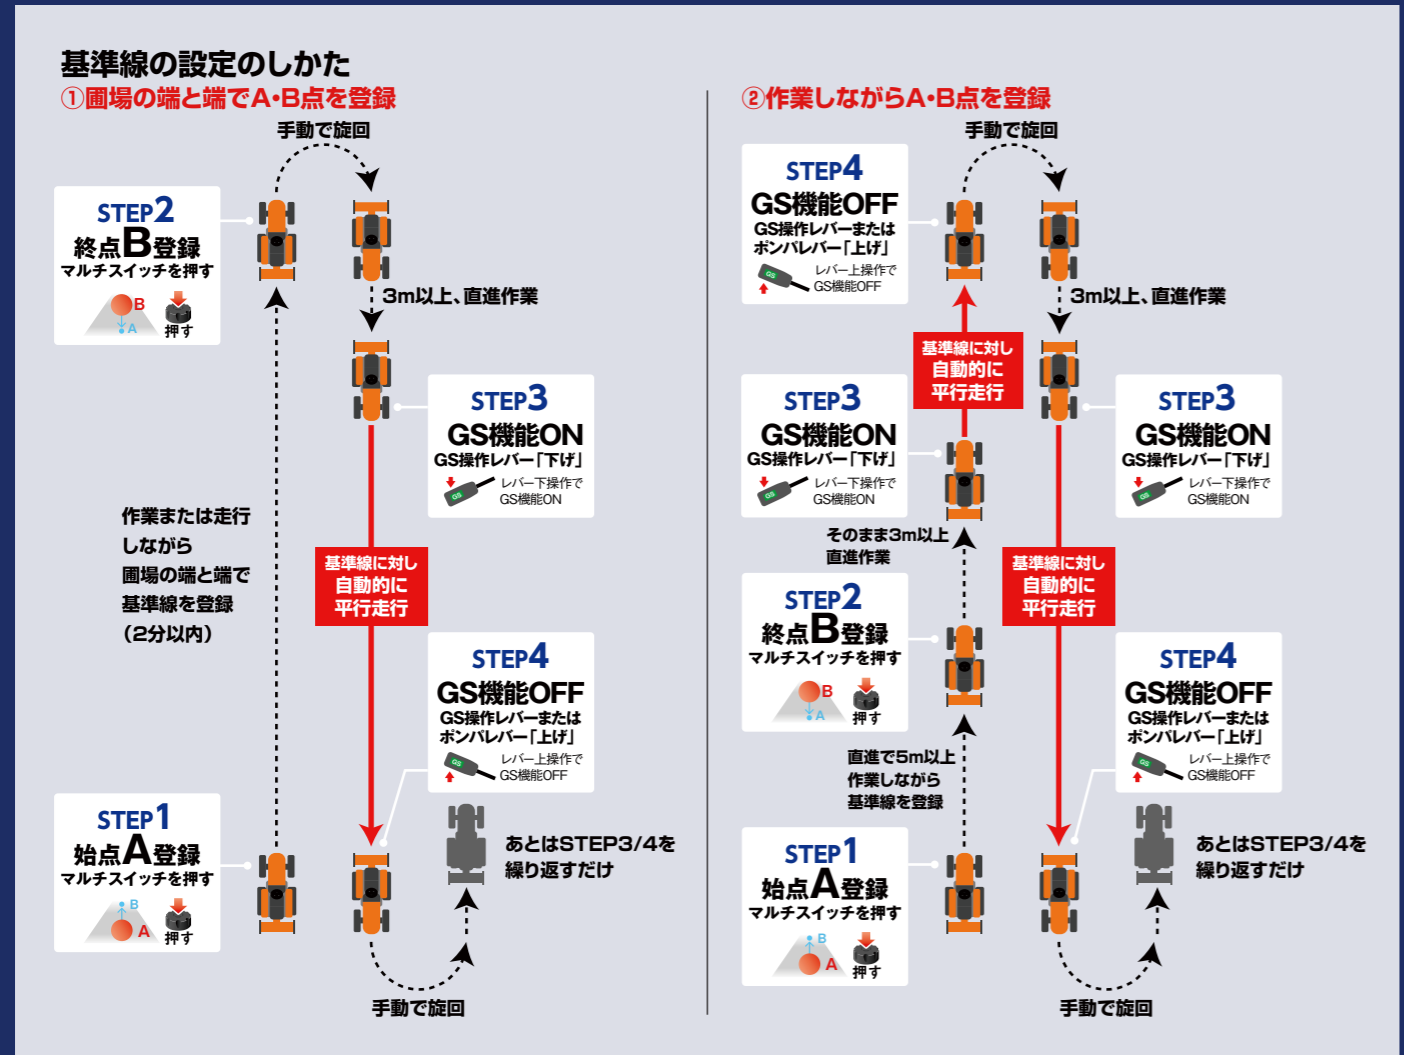 基準線の設定のしかた
①圃場の端と端でA・B点を登録
手動で旋回
STEP2
終点B登録
マルチスイッチを押す
B
A
押す
3m以上、直進作業
STEP3
GS機能ON
GS操作レバー「下げ」
GS
レバー下操作で
GS機能ON
作業または走行
しながら
圃場の端と端で
基準線を登録
（2分以内）
基準線に対し
自動的に
平行走行
STEP4
GS機能OFF
GS操作レバーまたは
ポンパレバー「上げ」
GS
レバー上操作で
GS機能OFF
STEP1
始点A登録
マルチスイッチを押す
B
A
押す
あとはSTEP3/4を
繰り返すだけ
手動で旋回
②作業しながらA・B点を登録
手動で旋回
STEP4
GS機能OFF
GS操作レバーまたは
ポンパレバー「上げ」
GS
レバー上操作で
GS機能OFF
3m以上、直進作業
基準線に対し
自動的に
平行走行
STEP3
GS機能ON
GS操作レバー「下げ」
GS
レバー下操作で
GS機能ON
STEP3
GS機能ON
GS操作レバー「下げ」
GS
レバー下操作で
GS機能ON
そのまま3m以上
直進作業
基準線に対し
自動的に
平行走行
STEP2
終点B登録
マルチスイッチを押す
B
A
押す
STEP4
GS機能OFF
GS操作レバーまたは
ポンパレバー「上げ」
GS
レバー上操作で
GS機能OFF
直進で5m以上
作業しながら
基準線を登録
STEP1
始点A登録
マルチスイッチを押す
B
A
押す
あとはSTEP3/4を
繰り返すだけ
手動で旋回